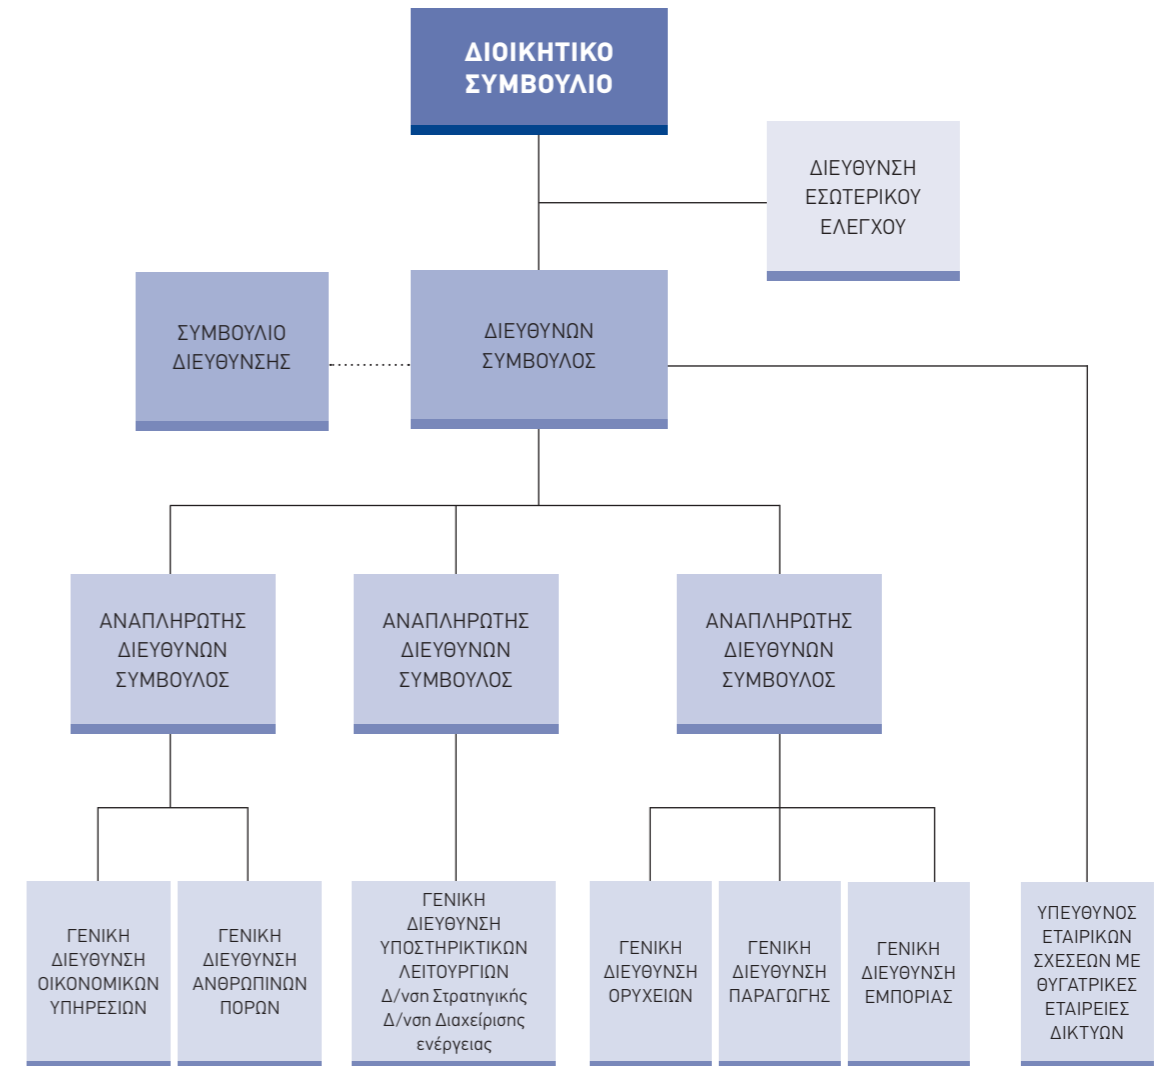 ΔΙΟΙΚΗΤΙΚΟ
ΣΥΜΒΟΥΛΙΟ
ΔΙΕΥΘΥΝΣΗ
ΕΣΩΤΕΡΙΚΟΥ
ΕΛΕΓΧΟΥ
ΣΥΜΒΟΥΛΙΟ
ΔΙΕΥΘΥΝΣΗΣ
ΔΙΕΥΘΥΝΩΝ
ΣΥΜΒΟΥΛΟΣ
ΑΝΑΠΛΗΡΩΤΗΣ
ΔΙΕΥΘΥΝΩΝ
ΣΥΜΒΟΥΛΟΣ
ΑΝΑΠΛΗΡΩΤΗΣ
ΔΙΕΥΘΥΝΩΝ
ΣΥΜΒΟΥΛΟΣ
ΑΝΑΠΛΗΡΩΤΗΣ
ΔΙΕΥΘΥΝΩΝ
ΣΥΜΒΟΥΛΟΣ
ΓΕΝΙΚΗ
ΔΙΕΥΘΥΝΣΗ
ΟΙΚΟΝΟΜΙΚΩΝ
ΥΠΗΡΕΣΙΩΝ
ΓΕΝΙΚΗ
ΔΙΕΥΘΥΝΣΗ
ΑΝΘΡΩΠΙΝΩΝ
ΠΟΡΩΝ
ΓΕΝΙΚΗ
ΔΙΕΥΘΥΝΣΗ
ΥΠΟΣΤΗΡΙΚΤΙΚΩΝ
ΛΕΙΤΟΥΡΓΙΩΝ
Δ/νση Στρατηγικής
Δ/νση Διαχείρισης
ενέργειας
ΓΕΝΙΚΗ
ΔΙΕΥΘΥΝΣΗ
ΟΡΥΧΕΙΩΝ
ΓΕΝΙΚΗ
ΔΙΕΥΘΥΝΣΗ
ΠΑΡΑΓΩΓΗΣ
ΓΕΝΙΚΗ
ΔΙΕΥΘΥΝΣΗ
ΕΜΠΟΡΙΑΣ
ΥΠΕΥΘΥΝΟΣ
ΕΤΑΙΡΙΚΩΝ
ΣΧΕΣΕΩΝ ΜΕ
ΘΥΓΑΤΡΙΚΕΣ
ΕΤΑΙΡΕΙΕΣ
ΔΙΚΤΥΩΝ